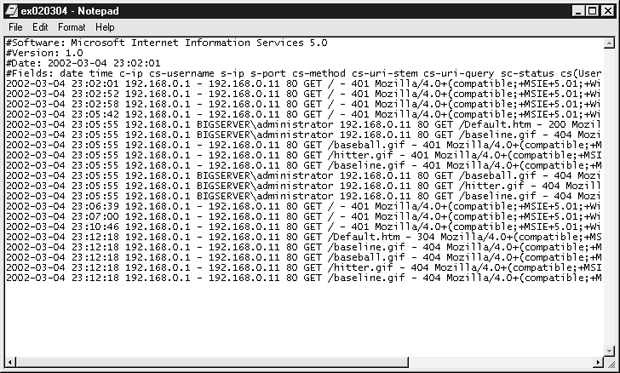 ex020304 - Notepad
File Edit Format Help
#Software: Microsoft Internet Information Services 5.0
#Version: 1.0
#Date: 2002-03-04 23:02:01
#Fields: date time c-ip cs-username s-ip s-port cs-method cs-uri-stem cs-uri-query sc-status cs(User
2002-03-04 23:02:01 192.168.0.1 - 192.168.0.11 80 GET / - 401 Mozilla/4.0+(compatible;+MSIE+5.01;+Wi
2002-03-04 23:02:52 192.168.0.1 - 192.168.0.11 80 GET / - 401 Mozilla/4.0+(compatible;+MSIE+5.01;+Wi
2002-03-04 23:02:58 192.168.0.1 - 192.168.0.11 80 GET / - 401 Mozilla/4.0+(compatible;+MSIE+5.01;+Wi
2002-03-04 23:05:42 192.168.0.1 - 192.168.0.11 80 GET / - 401 Mozilla/4.0+(compatible;+MSIE+5.01;+Wi
2002-03-04 23:05:55 192.168.0.1 BIGSERVER\administrator 192.168.0.11 80 GET /Default.htm - 200 Mozil
2002-03-04 23:05:55 192.168.0.1 BIGSERVER\administrator 192.168.0.11 80 GET /baseline.gif - 404 Mozi
2002-03-04 23:05:55 192.168.0.1 - 192.168.0.11 80 GET /baseball.gif - 401 Mozilla/4.0+(compatible;+M
2002-03-04 23:05:55 192.168.0.1 - 192.168.0.11 80 GET /hitter.gif - 401 Mozilla/4.0+(compatible;+MSI
2002-03-04 23:05:55 192.168.0.1 - 192.168.0.11 80 GET /baseline.gif - 401 Mozilla/4.0+(compatible;+M
2002-03-04 23:05:55 192.168.0.1 BIGSERVER\administrator 192.168.0.11 80 GET /baseball.gif - 404 Mozi
2002-03-04 23:05:55 192.168.0.1 BIGSERVER\administrator 192.168.0.11 80 GET /hitter.gif - 404 Mozill
2002-03-04 23:05:55 192.168.0.1 BIGSERVER\administrator 192.168.0.11 80 GET /baseline.gif - 404 Mozi
2002-03-04 23:06:39 192.168.0.1 - 192.168.0.11 80 GET / - 401 Mozilla/4.0+(compatible;+MSIE+5.01;+Wi
2002-03-04 23:07:00 192.168.0.1 - 192.168.0.11 80 GET / - 401 Mozilla/4.0+(compatible;+MSIE+5.01;+Wi
2002-03-04 23:10:46 192.168.0.1 - 192.168.0.11 80 GET / - 401 Mozilla/4.0+(compatible;+MSIE+5.01;+Wi
2002-03-04 23:12:18 192.168.0.1 - 192.168.0.11 80 GET /Default.htm - 304 Mozilla/4.0+(compatible;+MS
2002-03-04 23:12:18 192.168.0.1 - 192.168.0.11 80 GET /baseline.gif - 404 Mozilla/4.0+(compatible;+M
2002-03-04 23:12:18 192.168.0.1 - 192.168.0.11 80 GET /baseball.gif - 404 Mozilla/4.0+(compatible;+M
2002-03-04 23:12:18 192.168.0.1 - 192.168.0.11 80 GET /hitter.gif - 404 Mozilla/4.0+(compatible;+MSI
2002-03-04 23:12:18 192.168.0.1 - 192.168.0.11 80 GET /baseline.gif - 404 Mozilla/4.0+(compatible;+M